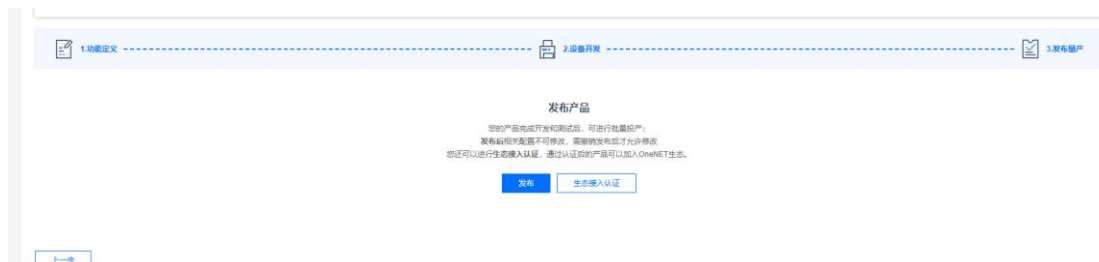 1.功能定义
2.设备开发
3.发布量产
发布产品
您的产品完成开发和测试后，可进行批量投产；
发布后相关配置不可修改，需撤销发布后才允许修改
您还可以进行生态接入认证，通过认证后的产品可以加入OneNET生态。
发布
生态接入认证
上一步